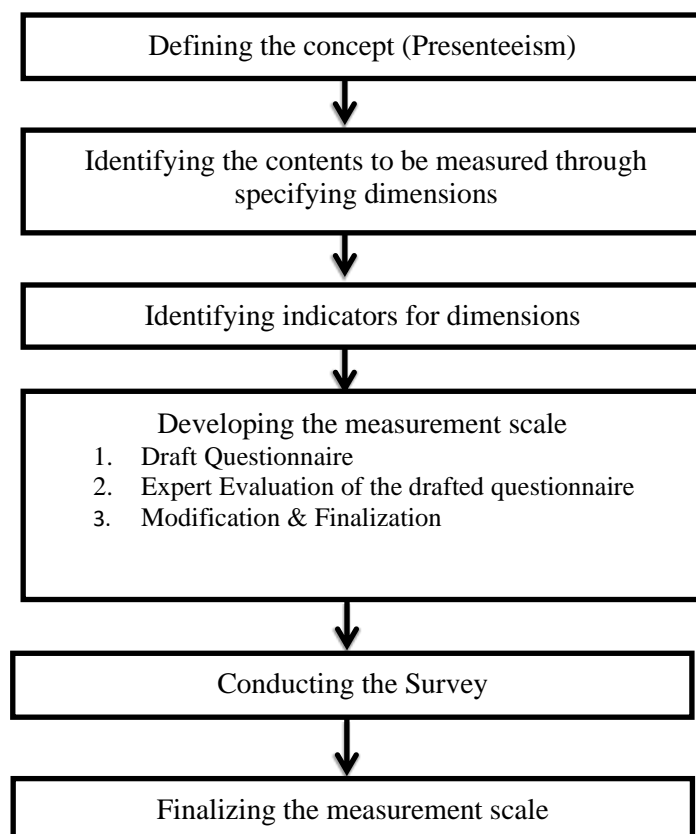 Defining the concept (Presenteeism)
Identifying the contents to be measured through
specifying dimensions
Identifying indicators for dimensions
Developing the measurement scale
1. Draft Questionnaire
2. Expert Evaluation of the drafted questionnaire
3. Modification & Finalization
Conducting the Survey
Finalizing the measurement scale